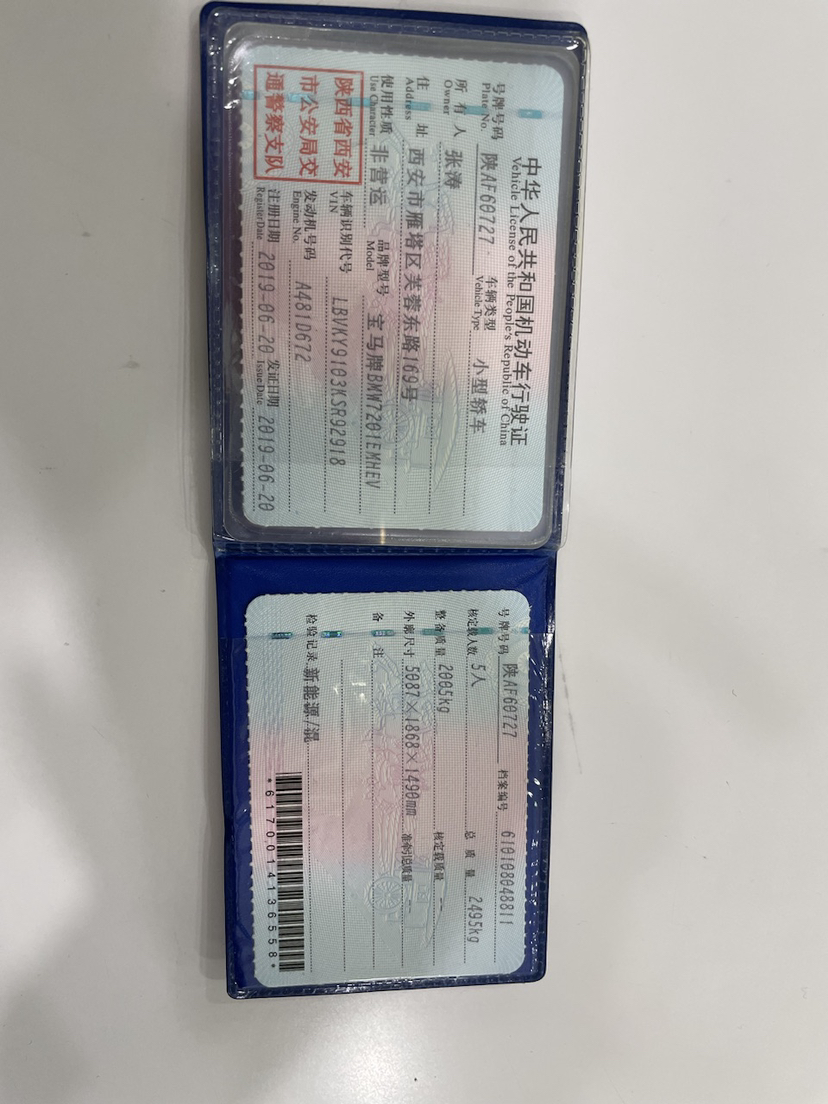 中华人民共和国机动车行驶证
Vehicle License of the People's Republic of China
号牌号码 Plate No. 陕AF60727 车辆类型 Vehicle Type 小型轿车
所有人 Owner 张涛
住址 Address 西安市雁塔区芙蓉东路169号
使用性质 Use Character 非营运 品牌型号 Model 宝马牌BMW7201EMHEV
陕西省西安市公安局交通警察支队
车辆识别代号 VIN LBVKY9103KSR92918
发动机号码 Engine No. A481D672
注册日期 Register Date 2019-06-20 发证日期 Issue Date 2019-06-20
号牌号码 陕AF60727 档案编号 610108048811
核定载人数 5人 总质量 2495kg
整备质量 2005kg 核定载质量 --
外廓尺寸 5087×1868×1490mm 准牵引总质量 --
备注
检验记录 新能源/混
*6170014136558*